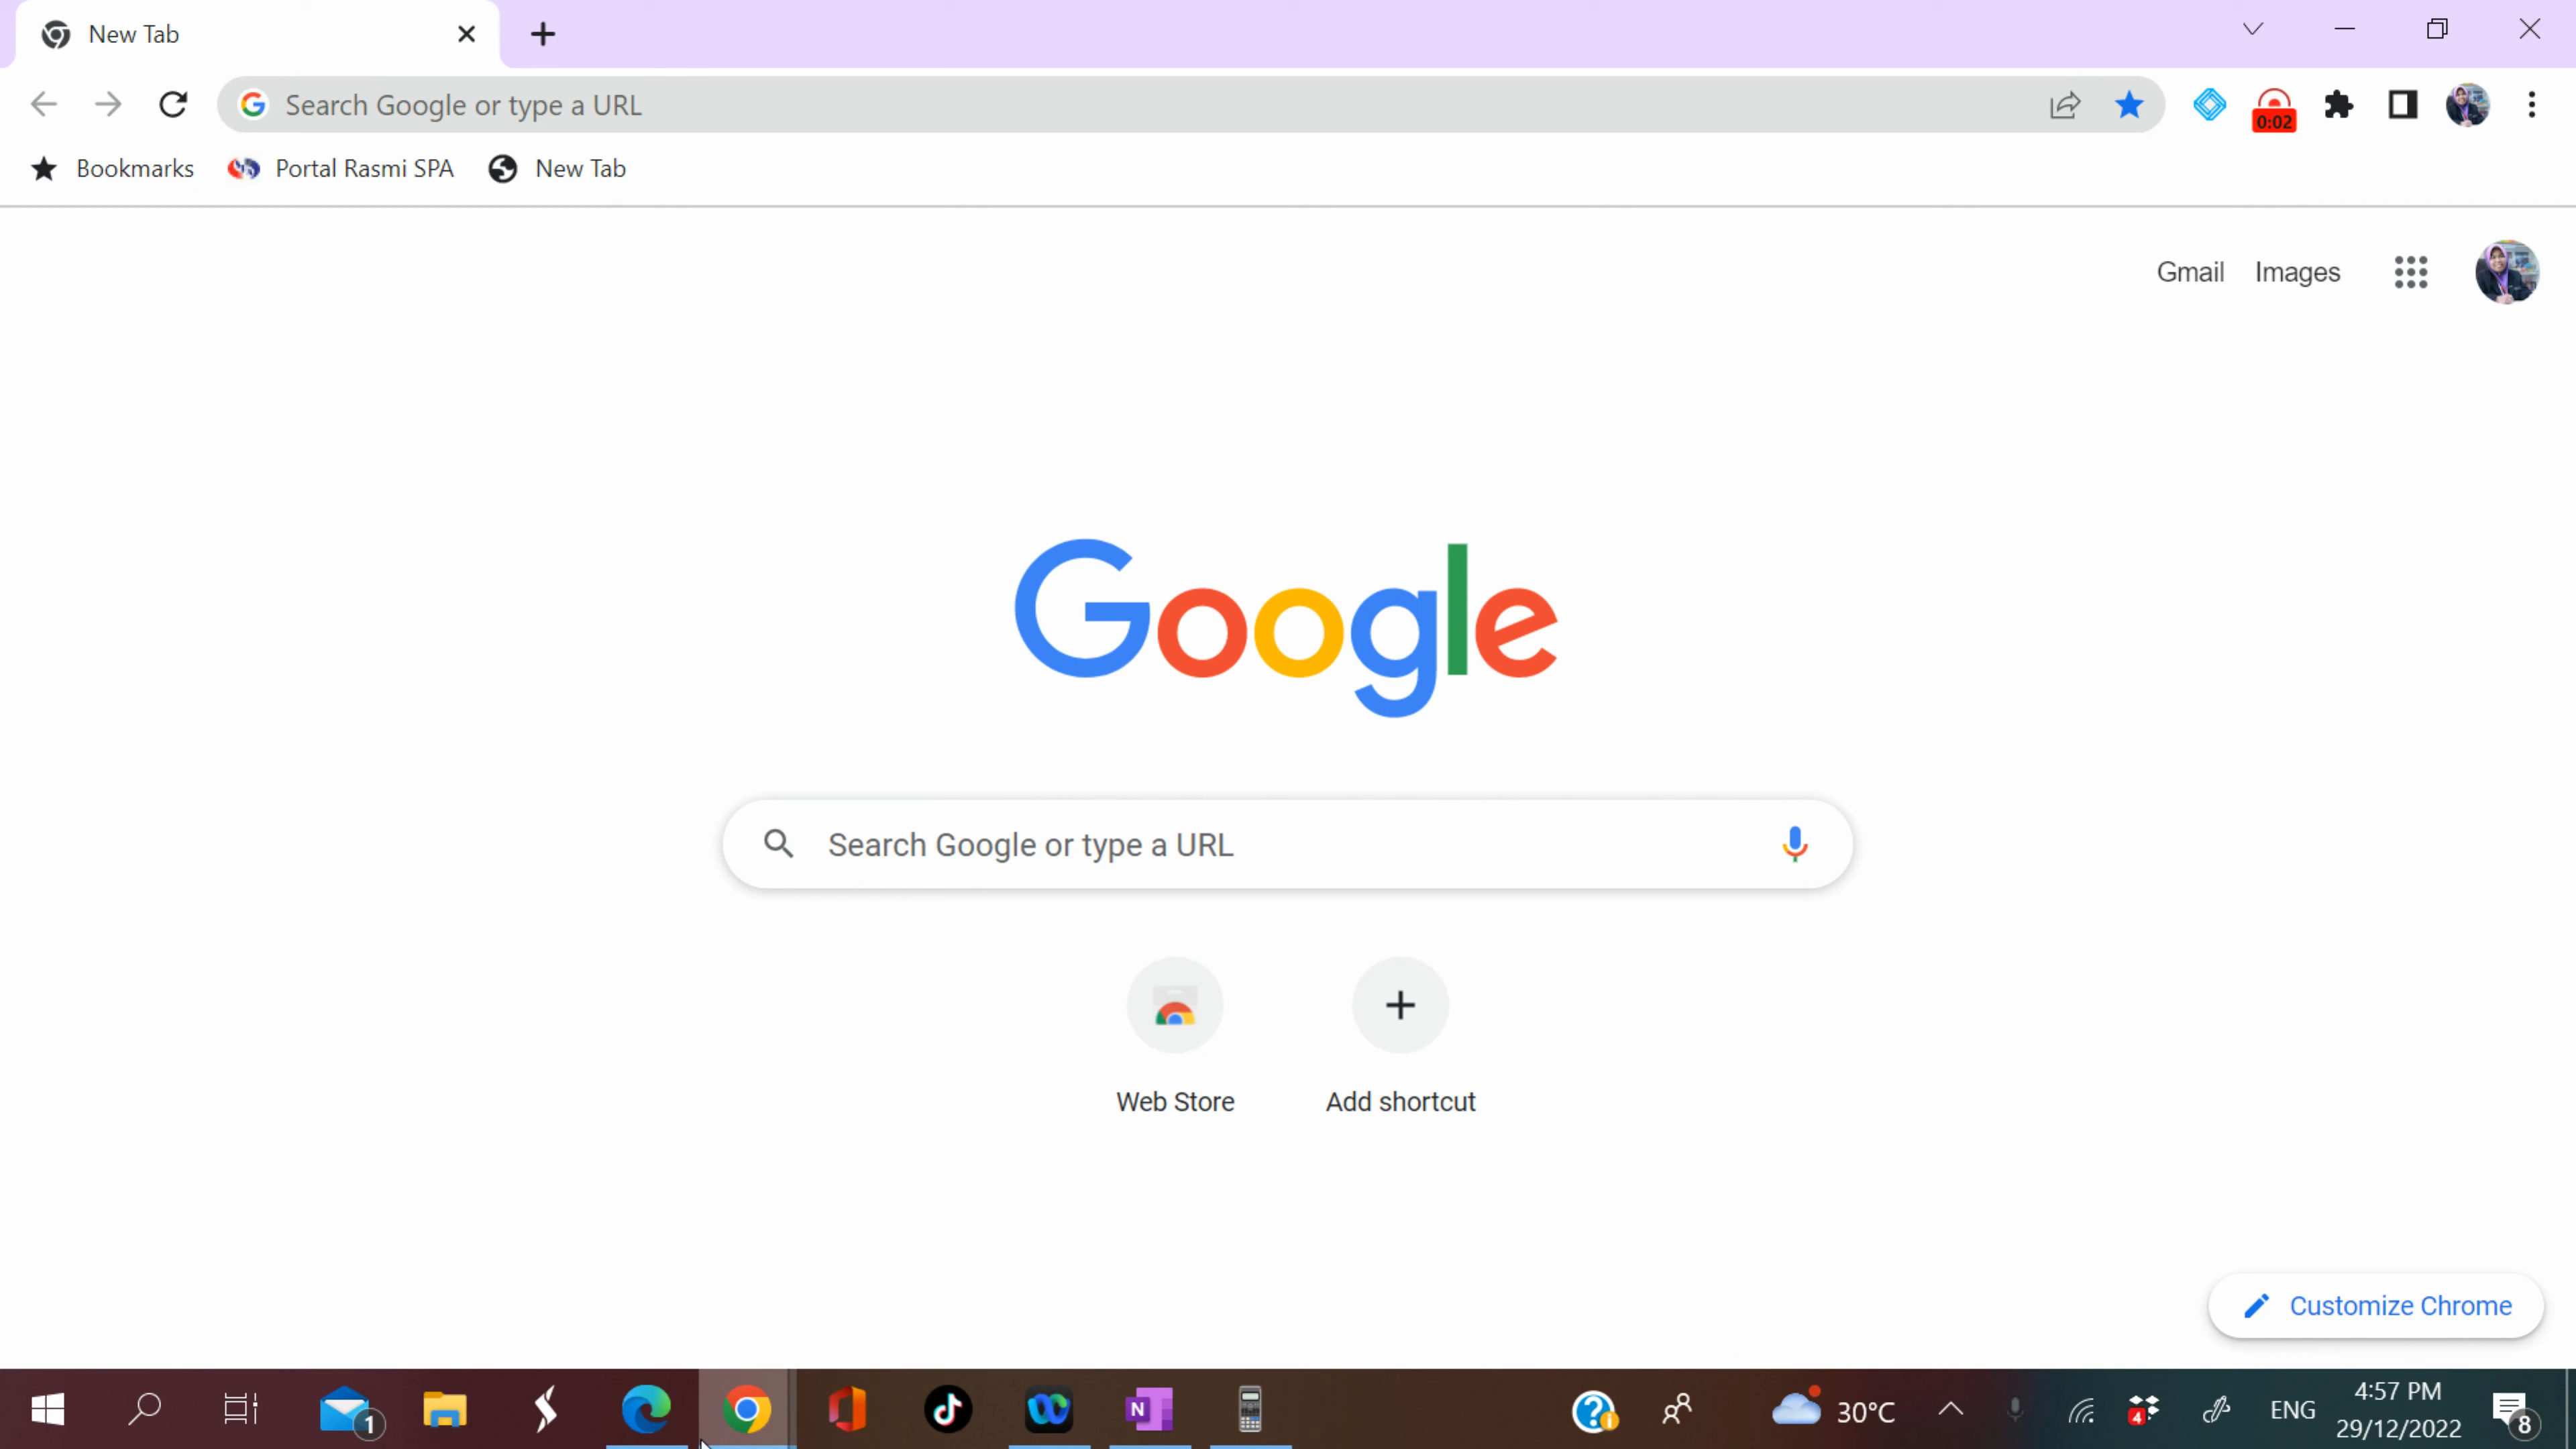 New Tab
Search Google or type a URL
0:02
Bookmarks
Portal Rasmi SPA
New Tab
Gmail
Images
Google
Search Google or type a URL
Web Store
Add shortcut
Customize Chrome
1
N
30°C
4
ENG
4:57 PM
29/12/2022
8